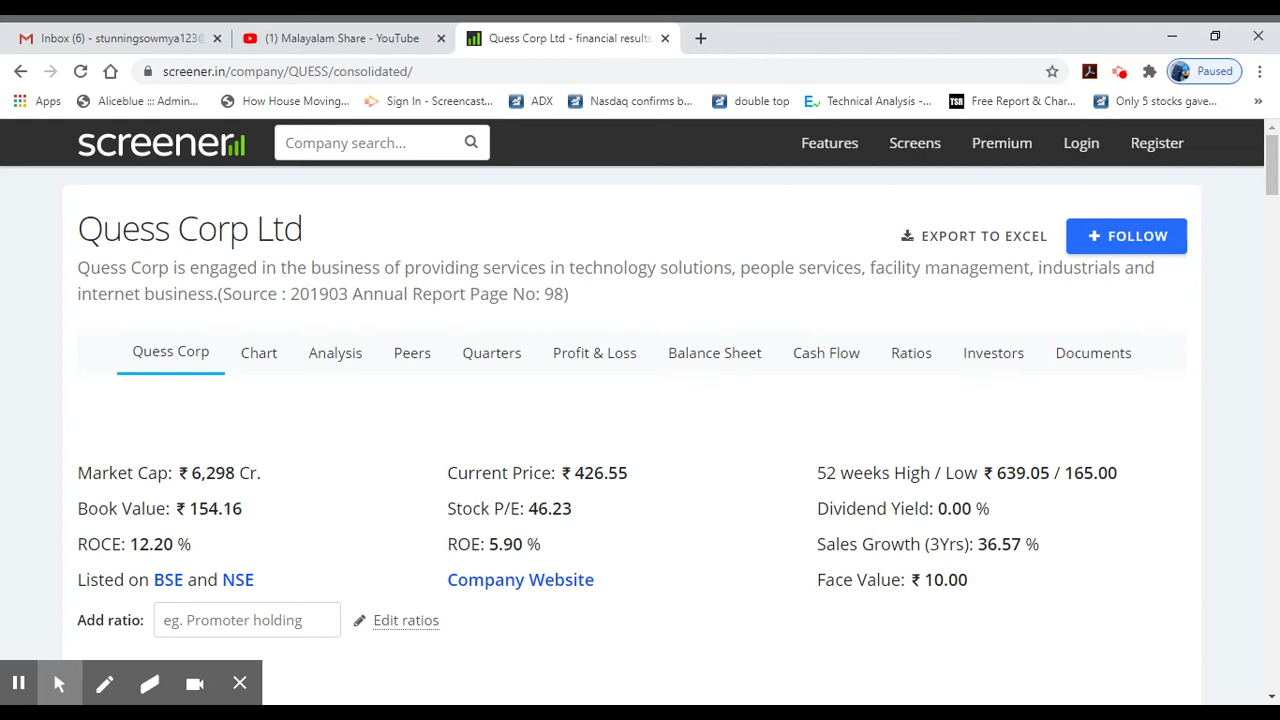 Inbox (6) - stunningsowmya123@ (1) Malayalam Share - YouTube Quess Corp Ltd - financial results
screener.in/company/QUESS/consolidated/ Paused
Apps Aliceblue ::: Admin... How House Moving... Sign In - Screencast... ADX Nasdaq confirms b... double top Technical Analysis -... TSR Free Report & Char... Only 5 stocks gave... »
screener Company search... Features Screens Premium Login Register
Quess Corp Ltd
EXPORT TO EXCEL + FOLLOW
Quess Corp is engaged in the business of providing services in technology solutions, people services, facility management, industrials and
internet business.(Source : 201903 Annual Report Page No: 98)
Quess Corp Chart Analysis Peers Quarters Profit & Loss Balance Sheet Cash Flow Ratios Investors Documents
Market Cap: ₹ 6,298 Cr. Current Price: ₹ 426.55 52 weeks High / Low ₹ 639.05 / 165.00
Book Value: ₹ 154.16 Stock P/E: 46.23 Dividend Yield: 0.00 %
ROCE: 12.20 % ROE: 5.90 % Sales Growth (3Yrs): 36.57 %
Listed on BSE and NSE Company Website Face Value: ₹ 10.00
Add ratio: eg. Promoter holding Edit ratios